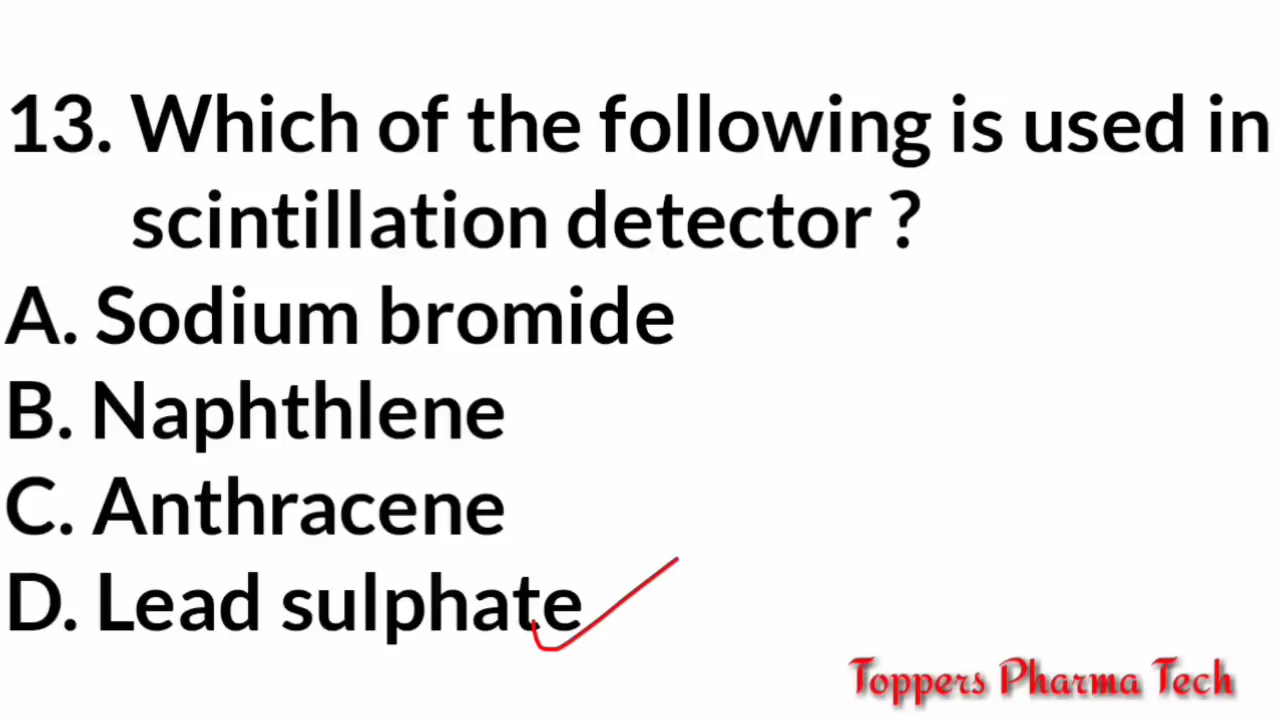 13. Which of the following is used in
scintillation detector ?
A. Sodium bromide
B. Naphthlene
C. Anthracene
D. Lead sulphate
Toppers Pharma Tech